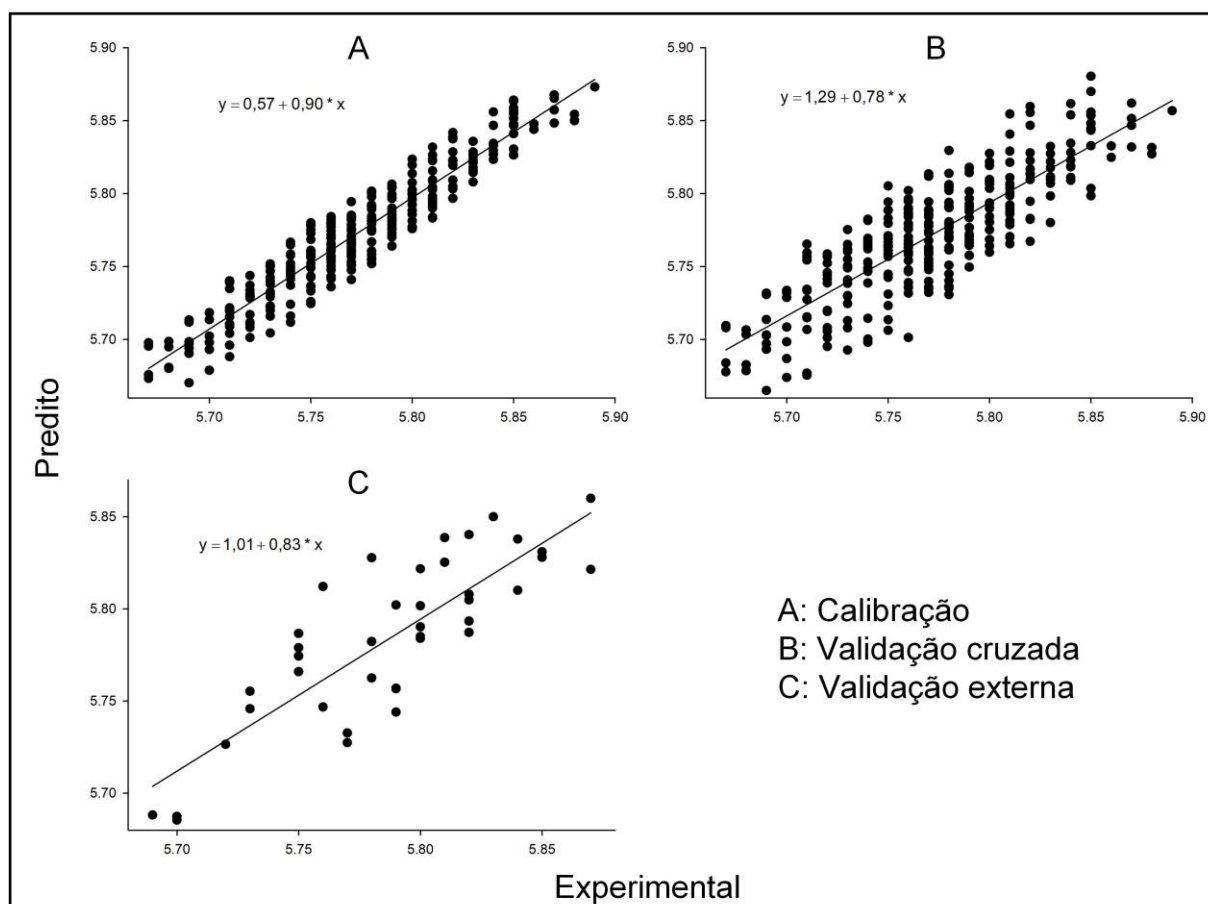 A
y = 0,57 + 0,90 * x
5.90
5.85
5.80
5.75
5.70
5.70
5.75
5.80
5.85
5.90
B
y = 1,29 + 0,78 * x
5.90
5.85
5.80
5.75
5.70
5.70
5.75
5.80
5.85
5.90
Predito
C
y = 1,01 + 0,83 * x
5.85
5.80
5.75
5.70
5.70
5.75
5.80
5.85
A: Calibração
B: Validação cruzada
C: Validação externa
Experimental